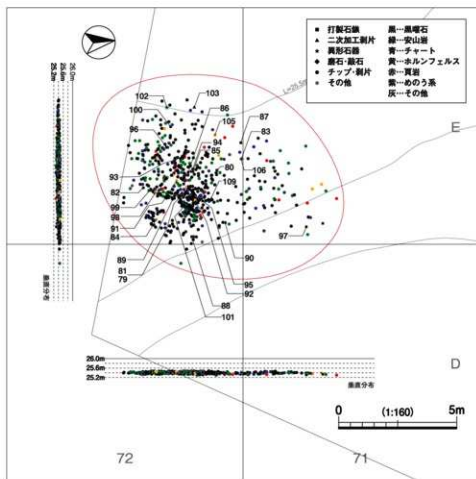 ■ 打製石鏃
▲ 二次加工剥片
★ 異形石器
◆ 磨石・敲石
● チップ・剥片
● その他
黒…黒曜石
緑…安山岩
青…チャート
黄…ホルンフェルス
赤…頁岩
紫…めのう系
灰…その他
26.0m
25.6m
25.2m
L=25.5m
102
103
100
86
105
87
96
94
83
85
E
93
80
106
82
109
99
98
91
84
97
89
90
81
79
95
92
88
101
垂直分布
D
26.0m
25.6m
25.2m
垂直分布
0 (1:160) 5m
72
71